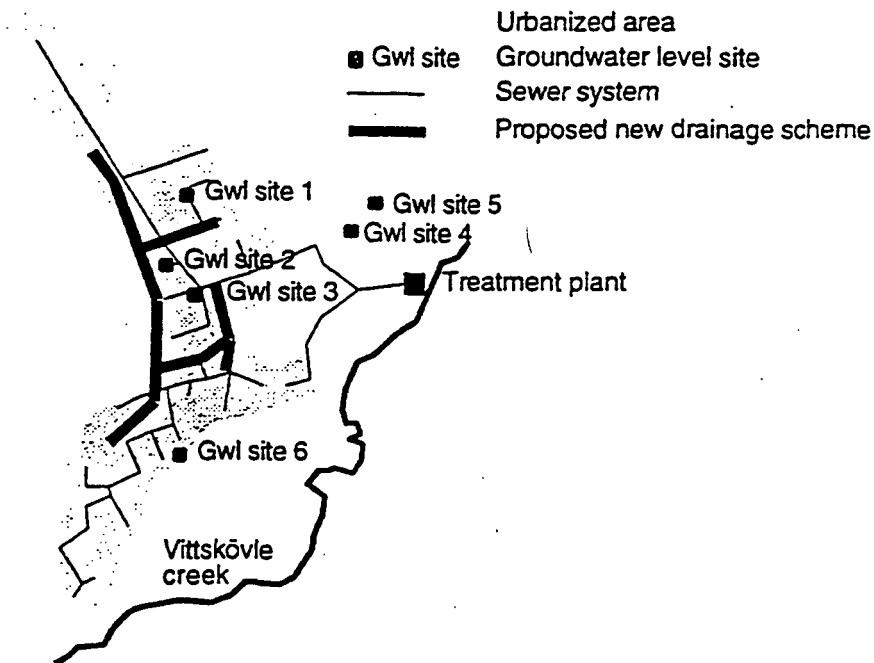 Urbanized area
Gwl site Groundwater level site
Sewer system
Proposed new drainage scheme
Gwl site 1
Gwl site 5
Gwl site 4
Gwl site 2
Treatment plant
Gwl site 3
Gwl site 6
Vittskövle
creek